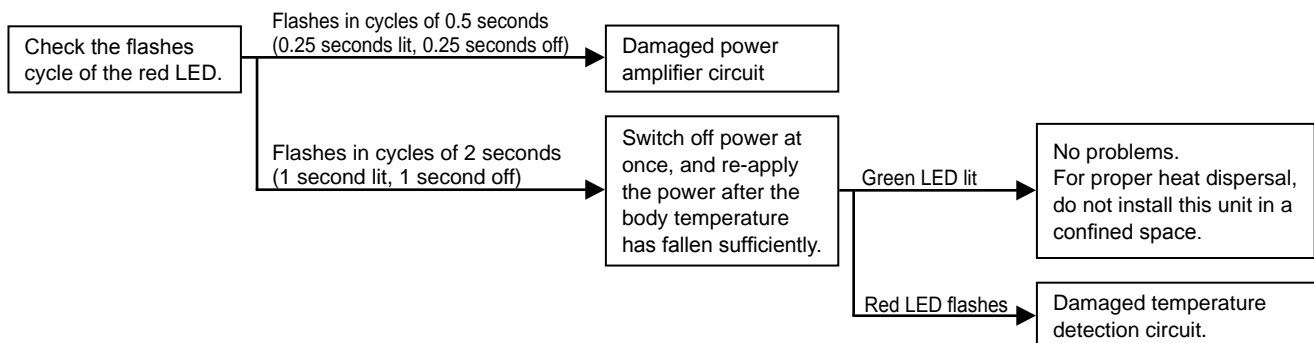 Check the flashes
cycle of the red LED.
Flashes in cycles of 0.5 seconds
(0.25 seconds lit, 0.25 seconds off)
Damaged power
amplifier circuit
Flashes in cycles of 2 seconds
(1 second lit, 1 second off)
Switch off power at
once, and re-apply
the power after the
body temperature
has fallen sufficiently.
Green LED lit
No problems.
For proper heat dispersal,
do not install this unit in a
confined space.
Red LED flashes
Damaged temperature
detection circuit.